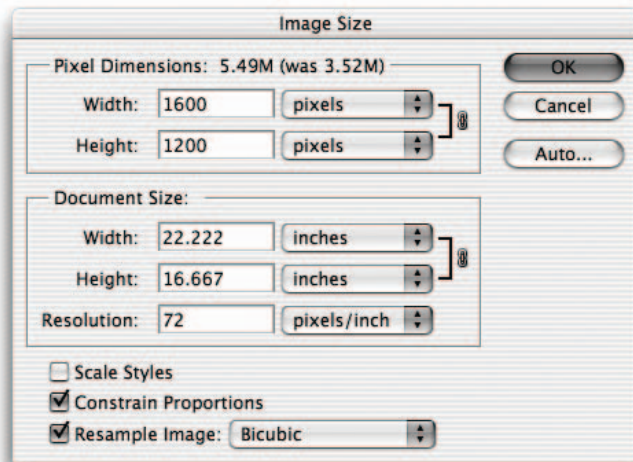 Image Size
Pixel Dimensions: 5.49M (was 3.52M)
Width: 1600 pixels
Height: 1200 pixels
OK
Cancel
Auto...
Document Size:
Width: 22.222 inches
Height: 16.667 inches
Resolution: 72 pixels/inch
Scale Styles
Constrain Proportions
Resample Image: Bicubic